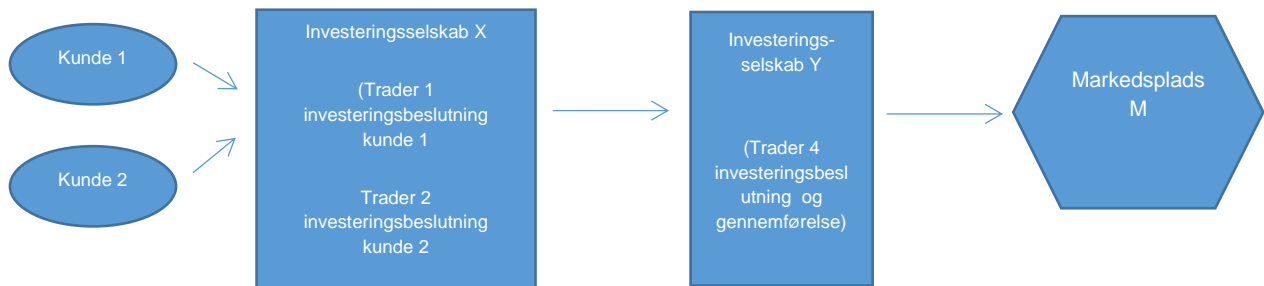 Kunde 1
Kunde 2
Investeringsselskab X
(Trader 1
investeringsbeslutning
kunde 1
Trader 2
investeringsbeslutning
kunde 2
Investerings-
selskab Y
(Trader 4
investeringsbesl
utning og
gennemførelse)
Markedsplads
M